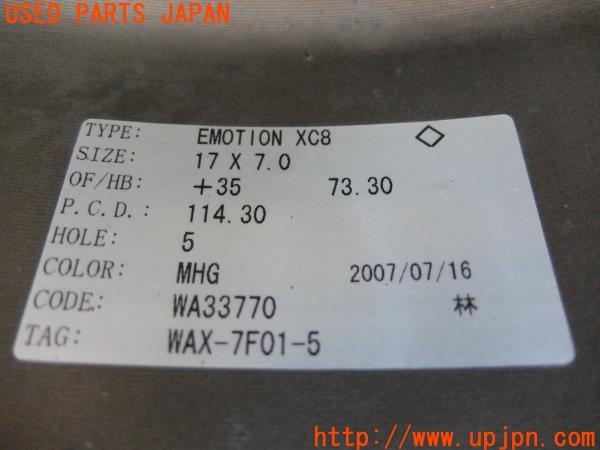 USED PARTS JAPAN
TYPE: EMOTION XC8 ◇
SIZE: 17 X 7.0
OF/HB: +35 73.30
P.C.D.: 114.30
HOLE: 5
COLOR: MHG 2007/07/16
CODE: WA33770 林
TAG: WAX-7F01-5
http://www.upjpn.com/